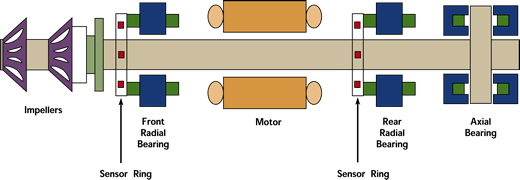 Impellers
Front
Radial
Bearing
Motor
Rear
Radial
Bearing
Axial
Bearing
Sensor Ring
Sensor Ring